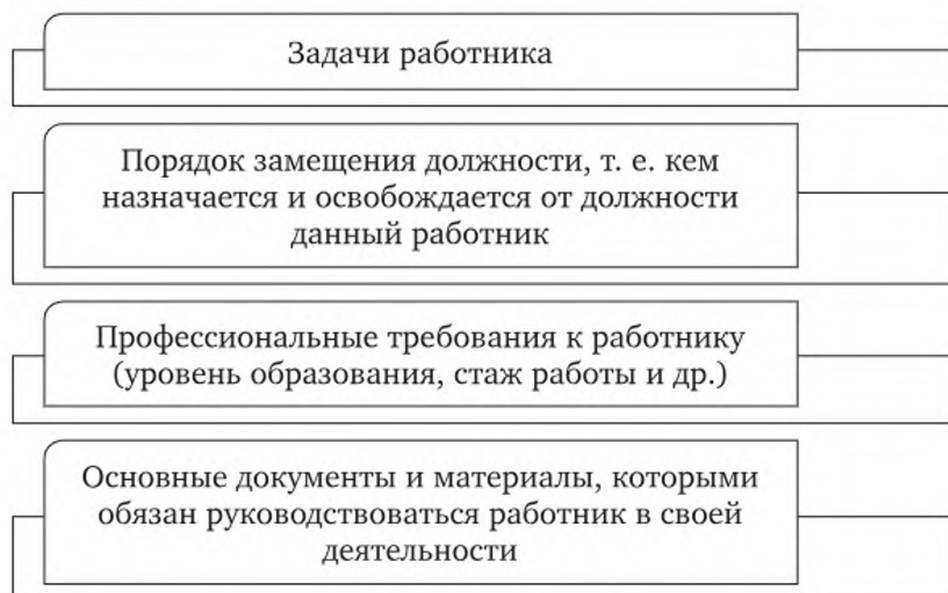 Задачи работника
Порядок замещения должности, т. е. кем
назначается и освобождается от должности
данный работник
Профессиональные требования к работнику
(уровень образования, стаж работы и др.)
Основные документы и материалы, которыми
обязан руководствоваться работник в своей
деятельности